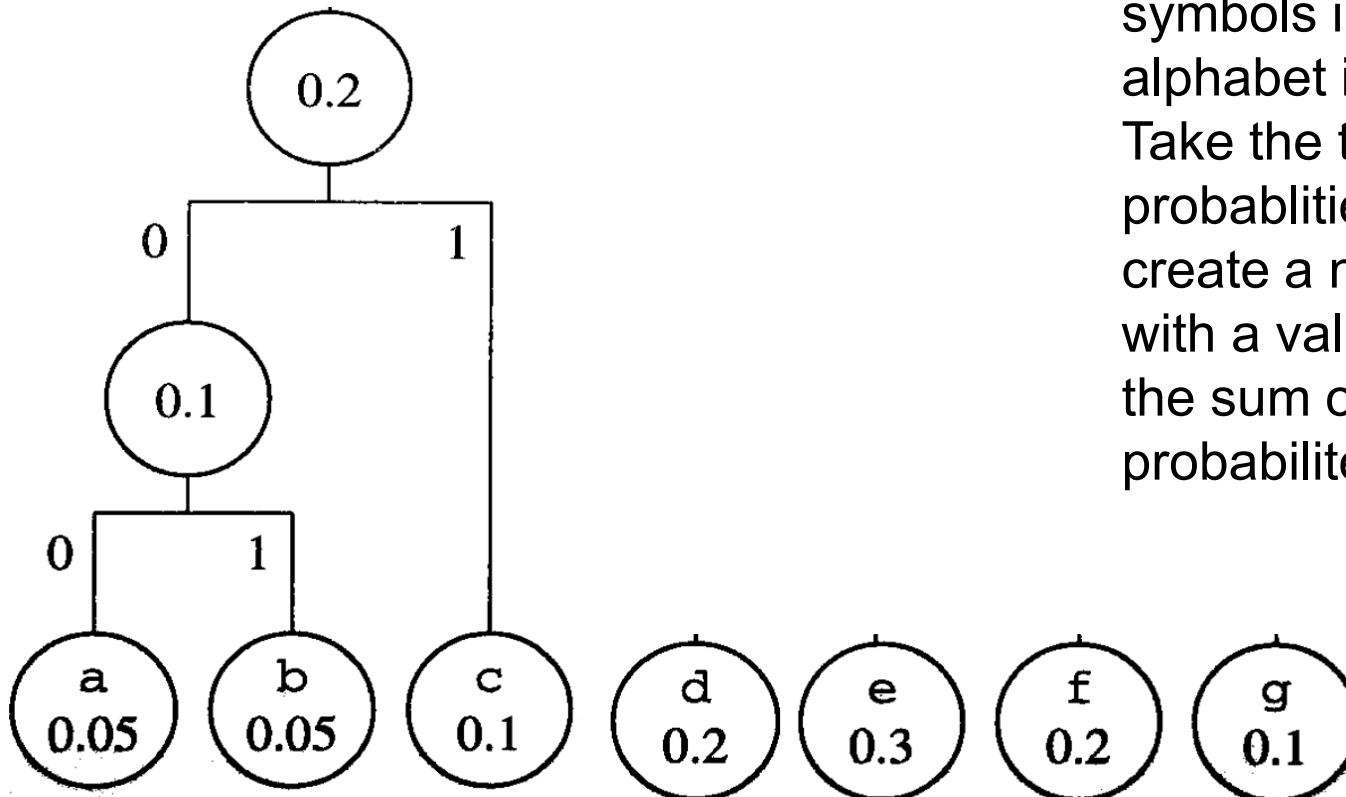 symbols i
alphabet i
Take the t
probablitie
create a r
with a val
the sum o
probabilite
0.2
0 1
0.1
0 1
a b c d e f g
0.05 0.05 0.1 0.2 0.3 0.2 0.1